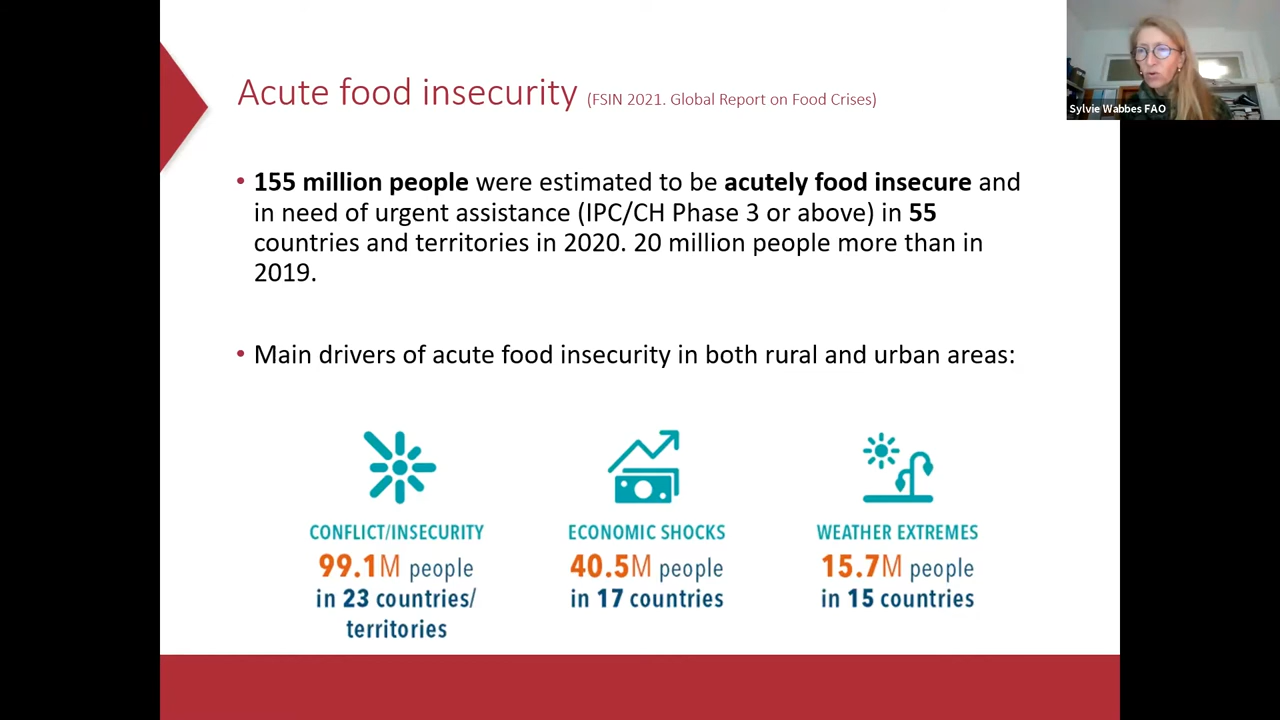 Acute food insecurity (FSIN 2021. Global Report on Food Crises)
Sylvie Wabbes FAO
• 155 million people were estimated to be acutely food insecure and
in need of urgent assistance (IPC/CH Phase 3 or above) in 55
countries and territories in 2020. 20 million people more than in
2019.
• Main drivers of acute food insecurity in both rural and urban areas:
CONFLICT/INSECURITY
99.1M people
in 23 countries/
territories
ECONOMIC SHOCKS
40.5M people
in 17 countries
WEATHER EXTREMES
15.7M people
in 15 countries